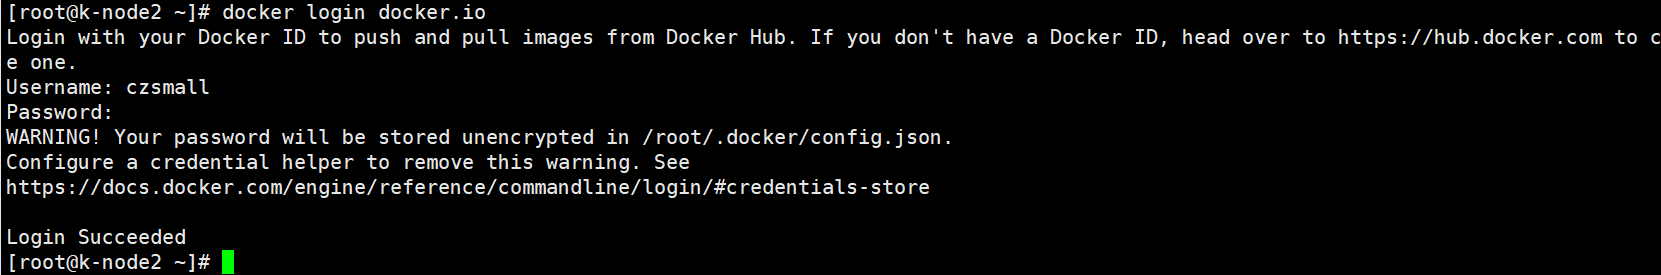 [root@k-node2 ~]# docker login docker.io
Login with your Docker ID to push and pull images from Docker Hub. If you don't have a Docker ID, head over to https://hub.docker.com to c
e one.
Username: czsmall
Password:
WARNING! Your password will be stored unencrypted in /root/.docker/config.json.
Configure a credential helper to remove this warning. See
https://docs.docker.com/engine/reference/commandline/login/#credentials-store
Login Succeeded
[root@k-node2 ~]#